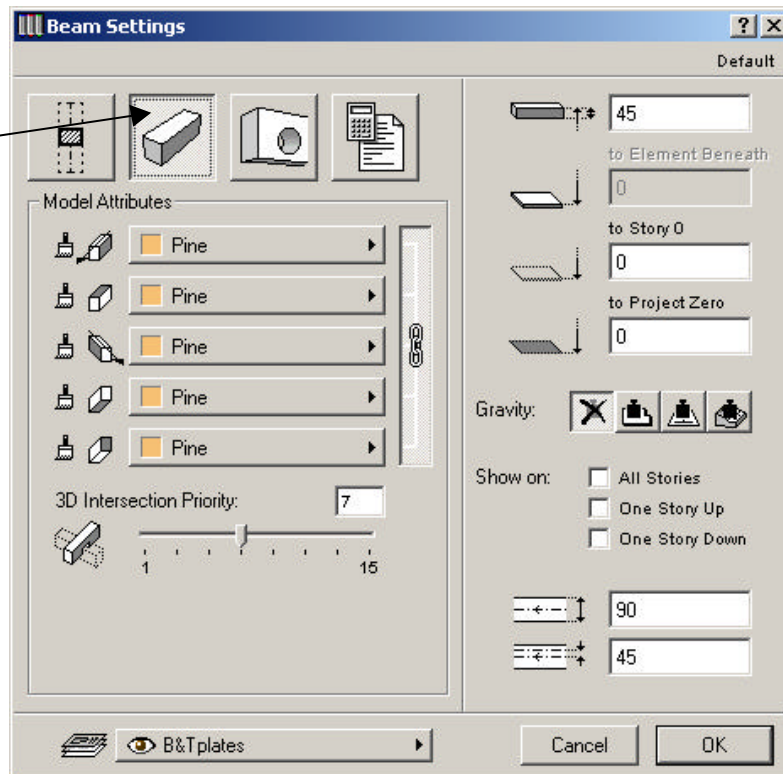 Beam Settings
Default
Model Attributes
Pine
Pine
Pine
Pine
Pine
3D Intersection Priority: 7
1 15
45
to Element Beneath
0
to Story 0
0
to Project Zero
0
Gravity:
Show on: All Stories
One Story Up
One Story Down
90
45
B&Tplates
Cancel OK